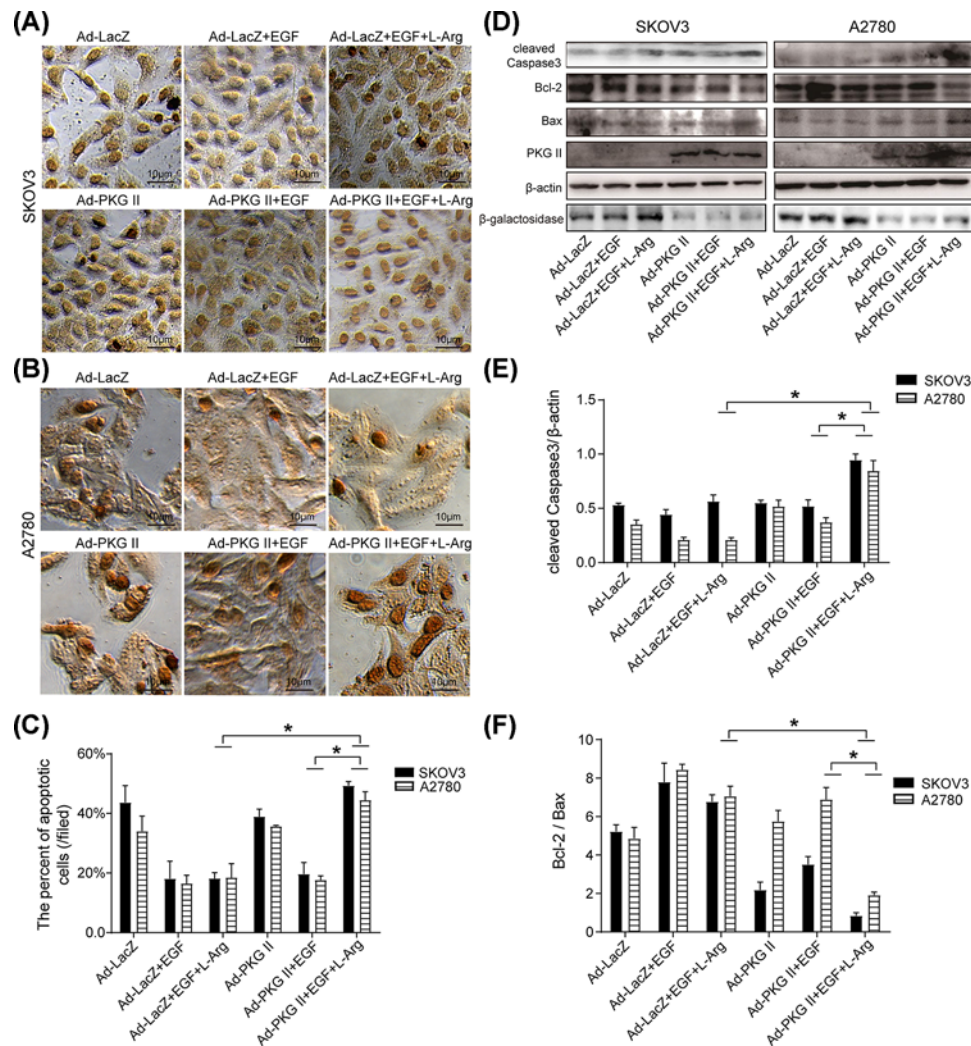 (A)
Ad-LacZ Ad-LacZ+EGF Ad-LacZ+EGF+L-Arg
10μm 10μm 10μm
SKOV3
Ad-PKG II Ad-PKG II+EGF Ad-PKG II+EGF+L-Arg
10μm 10μm 10μm
(B)
Ad-LacZ Ad-LacZ+EGF Ad-LacZ+EGF+L-Arg
10μm 10μm 10μm
A2780
Ad-PKG II Ad-PKG II+EGF Ad-PKG II+EGF+L-Arg
10μm 10μm 10μm
(C)
The percent of apoptotic
cells (/filed)
60%
40%
20%
0.0
* *
SKOV3
A2780
Ad-LacZ
Ad-LacZ+EGF
Ad-LacZ+EGF+L-Arg
Ad-PKG II
Ad-PKG II+EGF
Ad-PKG II+EGF+L-Arg
(D)
SKOV3 A2780
cleaved
Caspase3
Bcl-2
Bax
PKG II
β-actin
β-galactosidase
Ad-LacZ
Ad-LacZ+EGF
Ad-LacZ+EGF+L-Arg
Ad-PKG II
Ad-PKG II+EGF
Ad-PKG II+EGF+L-Arg
Ad-LacZ
Ad-LacZ+EGF
Ad-LacZ+EGF+L-Arg
Ad-PKG II
Ad-PKG II+EGF
Ad-PKG II+EGF+L-Arg
(E)
cleaved Caspase3/β-actin
1.5
1.0
0.5
0.0
* *
SKOV3
A2780
Ad-LacZ
Ad-LacZ+EGF
Ad-LacZ+EGF+L-Arg
Ad-PKG II
Ad-PKG II+EGF
Ad-PKG II+EGF+L-Arg
(F)
Bcl-2 / Bax
10
8
6
4
2
0
* *
SKOV3
A2780
Ad-LacZ
Ad-LacZ+EGF
Ad-LacZ+EGF+L-Arg
Ad-PKG II
Ad-PKG II+EGF
Ad-PKG II+EGF+L-Arg